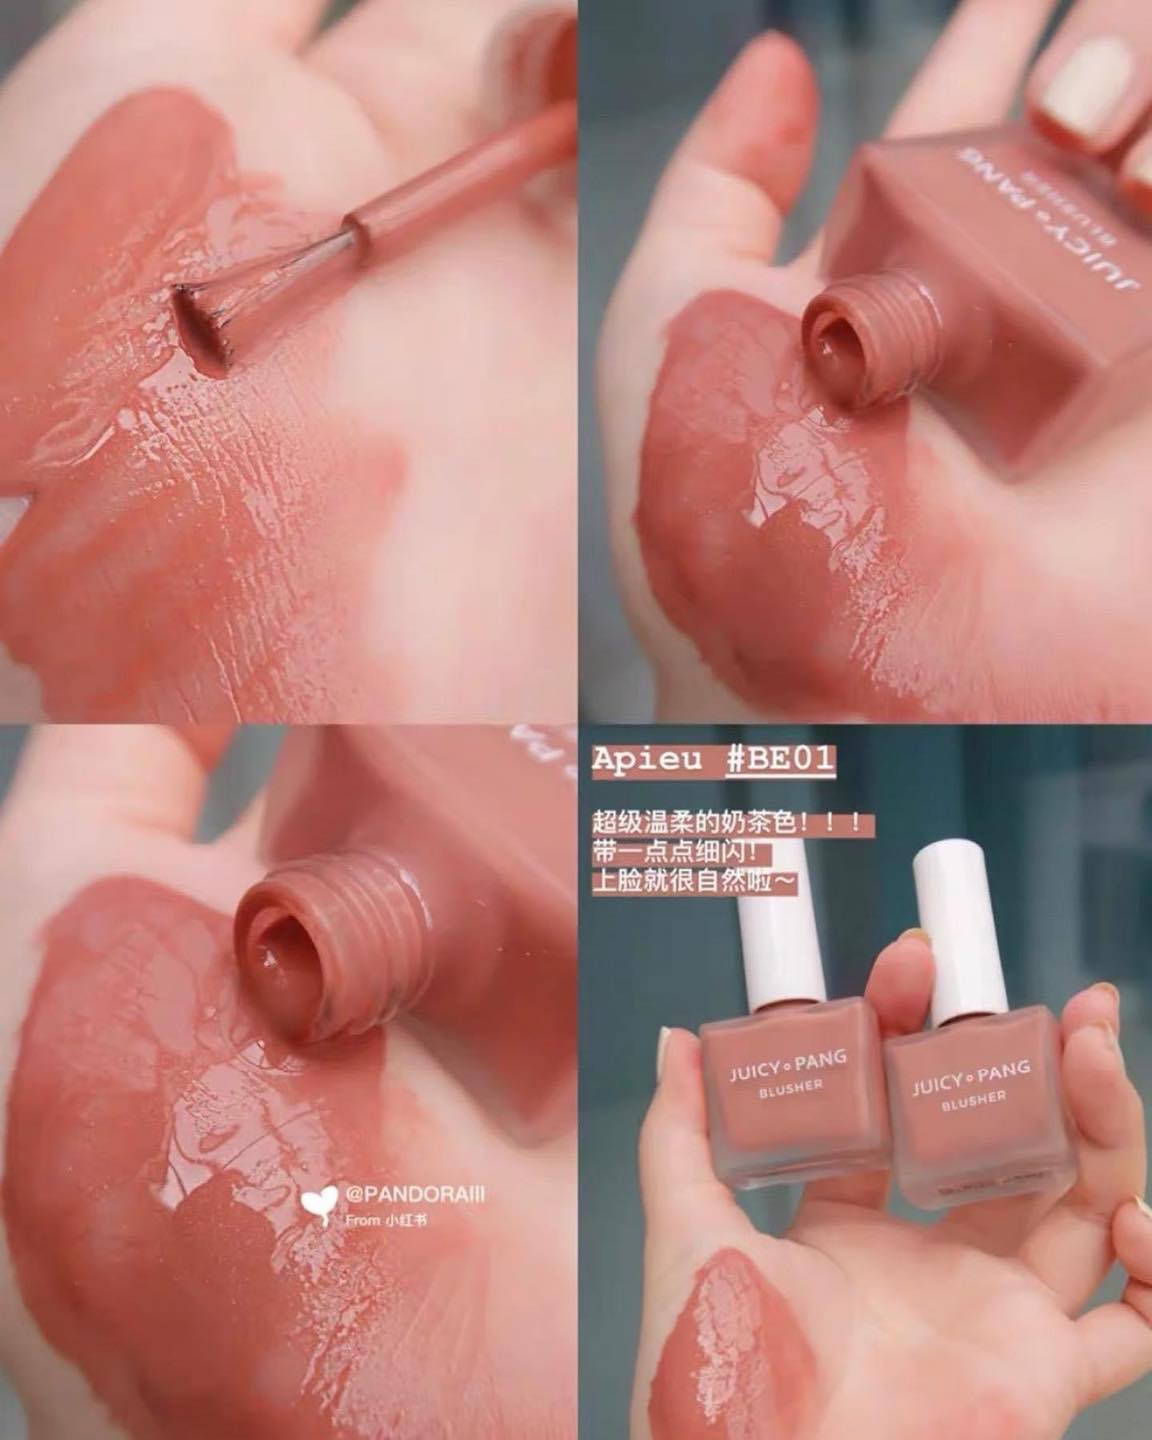 JUICY∘PANG
BLUSHER
PA
Apieu #BE01
超级温柔的奶茶色！！！
带一点点细闪！
上脸就很自然啦～
JUICY∘PANG
BLUSHER
JUICY∘PANG
BLUSHER
@PANDORAIII
From 小红书